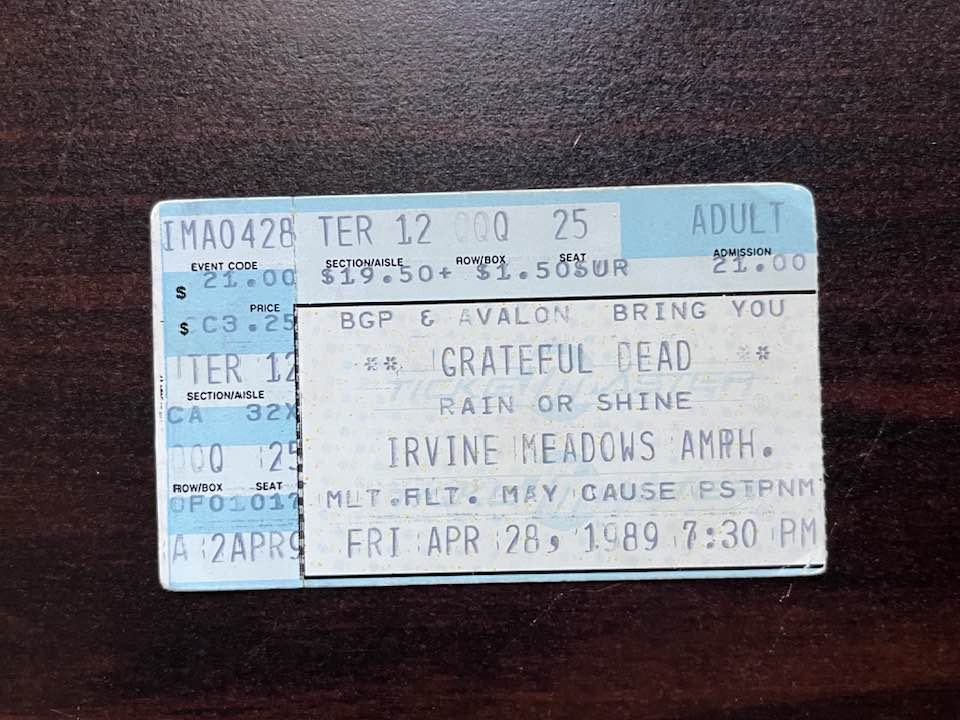 IMA0428 TER 12 QQQ 25 ADULT
EVENT CODE SECTION/AISLE ROW/BOX SEAT ADMISSION
$ 21.00 $19.50+ $1.50SUR 21.00
PRICE
$ C3.25 BGP & AVALON BRING YOU
TER 12 ** GRATEFUL DEAD **
SECTION/AISLE
TICKETMASTER
CA 32X RAIN OR SHINE
QQQ 25 IRVINE MEADOWS AMPH.
ROW/BOX SEAT
OFO1017 MLT.FLT. MAY CAUSE PSTPNM
A 2APR9 FRI APR 28, 1989 7:30 PM